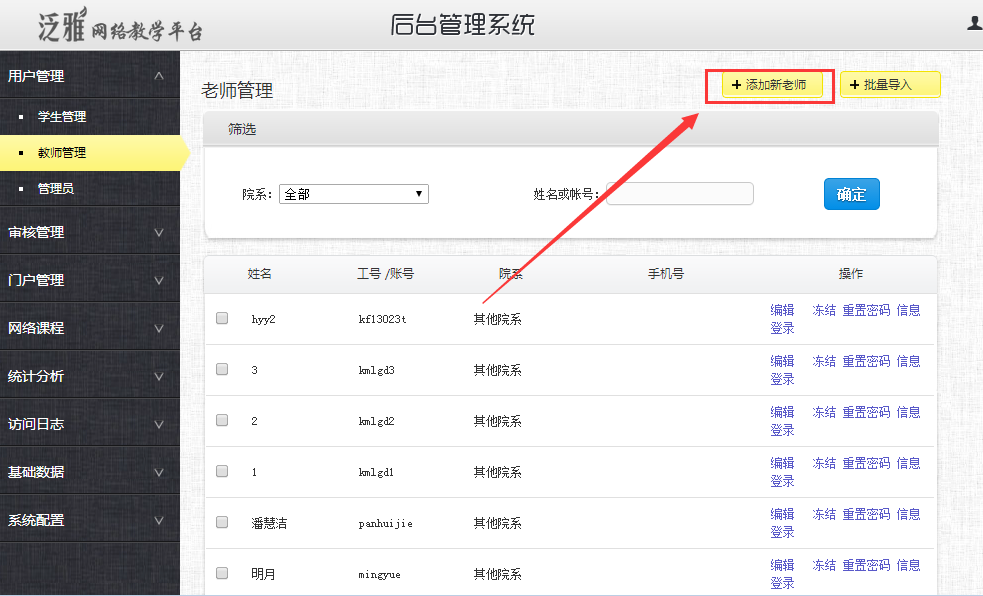 泛雅 网络教学平台
后台管理系统
用户管理
学生管理
教师管理
管理员
审核管理
门户管理
网络课程
统计分析
访问日志
基础数据
系统配置
老师管理
+ 添加新老师
+ 批量导入
筛选
院系: 全部 姓名或帐号: 确定
姓名 工号 /账号 院系 手机号 操作
hyy2 kf13023t 其他院系 编辑 冻结 重置密码 信息
登录
3 kmlgd3 其他院系 编辑 冻结 重置密码 信息
登录
2 kmlgd2 其他院系 编辑 冻结 重置密码 信息
登录
1 kmlgd1 其他院系 编辑 冻结 重置密码 信息
登录
潘慧洁 panhuijie 其他院系 编辑 冻结 重置密码 信息
登录
明月 mingyue 其他院系 编辑 冻结 重置密码 信息
登录